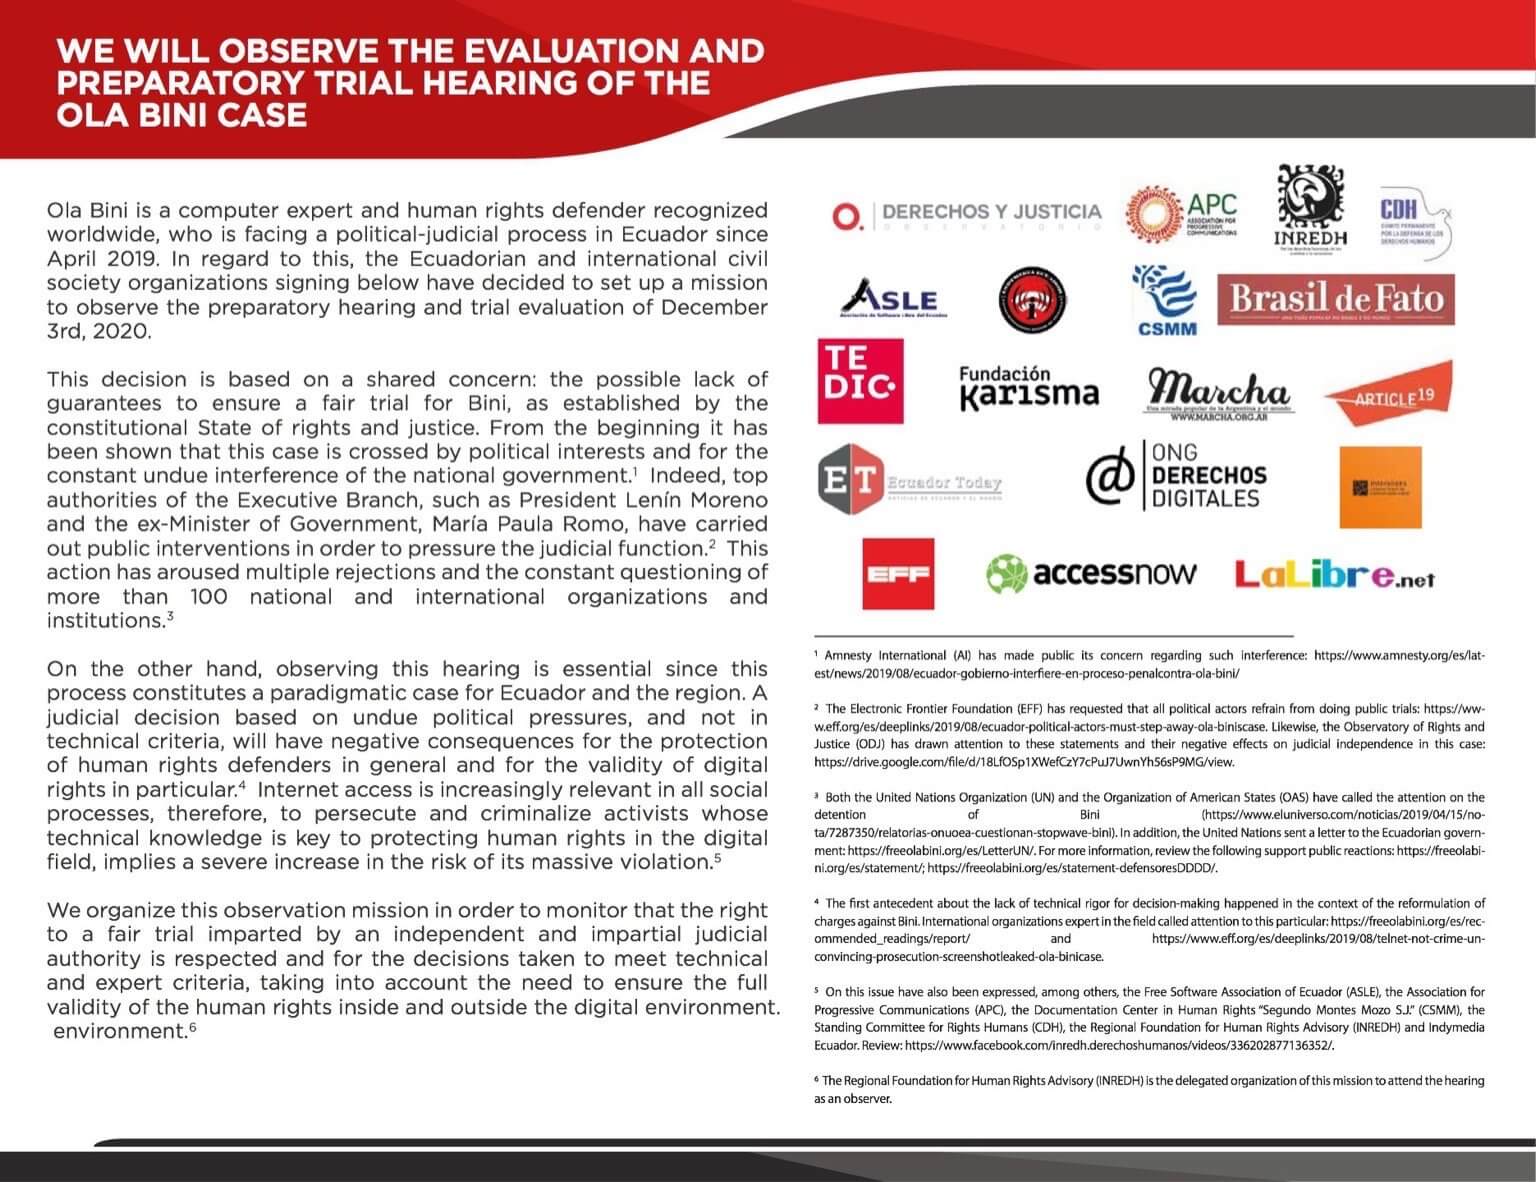 WE WILL OBSERVE THE EVALUATION AND
PREPARATORY TRIAL HEARING OF THE
OLA BINI CASE
Ola Bini is a computer expert and human rights defender recognized
worldwide, who is facing a political-judicial process in Ecuador since
April 2019. In regard to this, the Ecuadorian and international civil
society organizations signing below have decided to set up a mission
to observe the preparatory hearing and trial evaluation of December
3rd, 2020.
This decision is based on a shared concern: the possible lack of
guarantees to ensure a fair trial for Bini, as established by the
constitutional State of rights and justice. From the beginning it has
been shown that this case is crossed by political interests and for the
constant undue interference of the national government.¹ Indeed, top
authorities of the Executive Branch, such as President Lenín Moreno
and the ex-Minister of Government, María Paula Romo, have carried
out public interventions in order to pressure the judicial function.² This
action has aroused multiple rejections and the constant questioning of
more than 100 national and international organizations and
institutions.³
On the other hand, observing this hearing is essential since this
process constitutes a paradigmatic case for Ecuador and the region. A
judicial decision based on undue political pressures, and not in
technical criteria, will have negative consequences for the protection
of human rights defenders in general and for the validity of digital
rights in particular.⁴ Internet access is increasingly relevant in all social
processes, therefore, to persecute and criminalize activists whose
technical knowledge is key to protecting human rights in the digital
field, implies a severe increase in the risk of its massive violation.⁵
We organize this observation mission in order to monitor that the right
to a fair trial imparted by an independent and impartial judicial
authority is respected and for the decisions taken to meet technical
and expert criteria, taking into account the need to ensure the full
validity of the human rights inside and outside the digital environment.
environment.⁶
O. DERECHOS Y JUSTICIA
OBSERVATORIO
APC
ASSOCIATION FOR
PROGRESSIVE
COMMUNICATIONS
INREDH
CDH
COMITÉ PERMANENTE
POR LA DEFENSA DE LOS
DERECHOS HUMANOS
ASLE
Asociación de Software Libre del Ecuador
CSMM
Brasil de Fato
TE
DIC
Fundación
Karisma
Marcha
Una mirada popular de la Argentina y el mundo
WWW.MARCHA.ORG.AR
ARTICLE 19
ET Ecuador Today
NOTICIAS DE ECUADOR Y EL MUNDO
@ ONG
DERECHOS
DIGITALES
EFF
accessnow
LaLibre.net
¹ Amnesty International (AI) has made public its concern regarding such interference: https://www.amnesty.org/es/lat-
est/news/2019/08/ecuador-gobierno-interfiere-en-proceso-penalcontra-ola-bini/
² The Electronic Frontier Foundation (EFF) has requested that all political actors refrain from doing public trials: https://ww-
w.eff.org/es/deeplinks/2019/08/ecuador-political-actors-must-step-away-ola-biniscase. Likewise, the Observatory of Rights and
Justice (ODJ) has drawn attention to these statements and their negative effects on judicial independence in this case:
https://drive.google.com/file/d/18LfOSp1XWefCzY7cPuJ7UwnYh56sP9MG/view.
³ Both the United Nations Organization (UN) and the Organization of American States (OAS) have called the attention on the
detention of Bini (https://www.eluniverso.com/noticias/2019/04/15/no-
ta/7287350/relatorias-onuoea-cuestionan-stopwave-bini). In addition, the United Nations sent a letter to the Ecuadorian govern-
ment: https://freeolabini.org/es/LetterUN/. For more information, review the following support public reactions: https://freeolabi-
ni.org/es/statement/; https://freeolabini.org/es/statement-defensoresDDDD/.
⁴ The first antecedent about the lack of technical rigor for decision-making happened in the context of the reformulation of
charges against Bini. International organizations expert in the field called attention to this particular: https://freeolabini.org/es/rec-
ommended_readings/report/ and https://www.eff.org/es/deeplinks/2019/08/telnet-not-crime-un-
convincing-prosecution-screenshotleaked-ola-binicase.
⁵ On this issue have also been expressed, among others, the Free Software Association of Ecuador (ASLE), the Association for
Progressive Communications (APC), the Documentation Center in Human Rights "Segundo Montes Mozo S.J." (CSMM), the
Standing Committee for Rights Humans (CDH), the Regional Foundation for Human Rights Advisory (INREDH) and Indymedia
Ecuador. Review: https://www.facebook.com/inredh.derechoshumanos/videos/336202877136352/.
⁶ The Regional Foundation for Human Rights Advisory (INREDH) is the delegated organization of this mission to attend the hearing
as an observer.